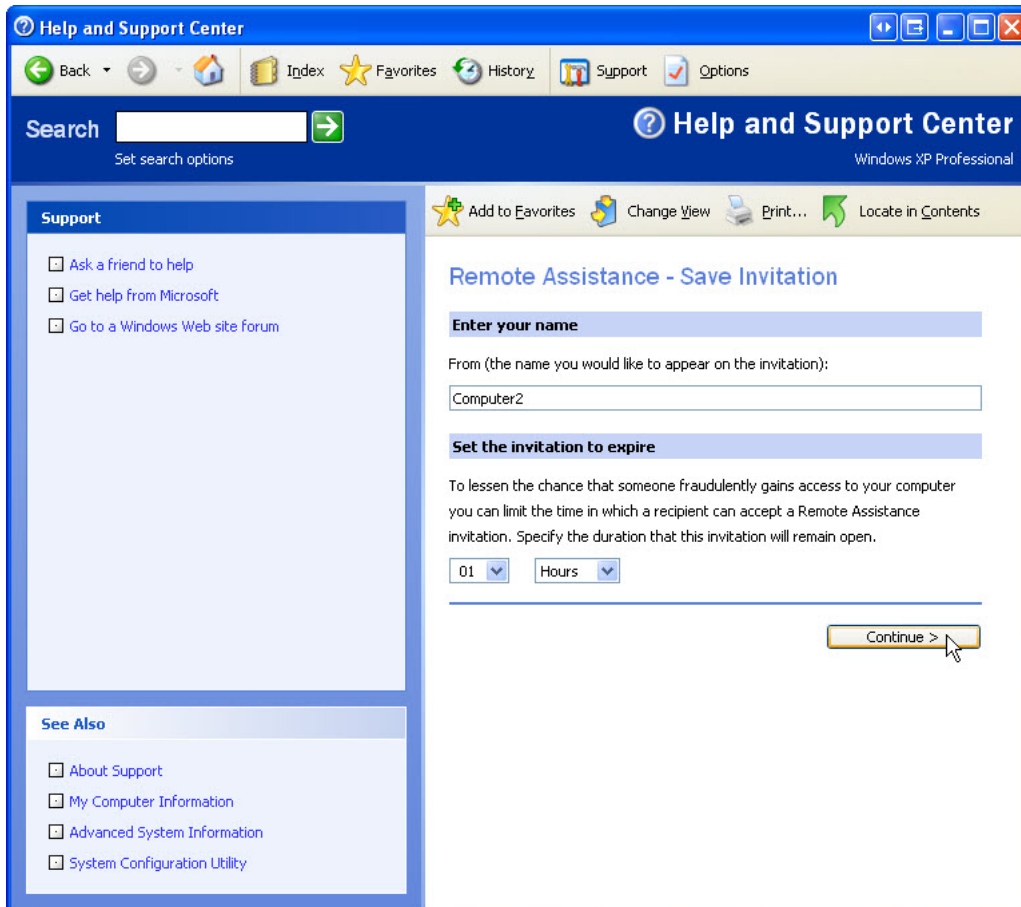 Help and Support Center
Back
Index
Favorites
History
Support
Options
Search
Set search options
Help and Support Center
Windows XP Professional
Support
Ask a friend to help
Get help from Microsoft
Go to a Windows Web site forum
See Also
About Support
My Computer Information
Advanced System Information
System Configuration Utility
Add to Favorites
Change View
Print...
Locate in Contents
Remote Assistance - Save Invitation
Enter your name
From (the name you would like to appear on the invitation):
Computer2
Set the invitation to expire
To lessen the chance that someone fraudulently gains access to your computer
you can limit the time in which a recipient can accept a Remote Assistance
invitation. Specify the duration that this invitation will remain open.
01 Hours
Continue >